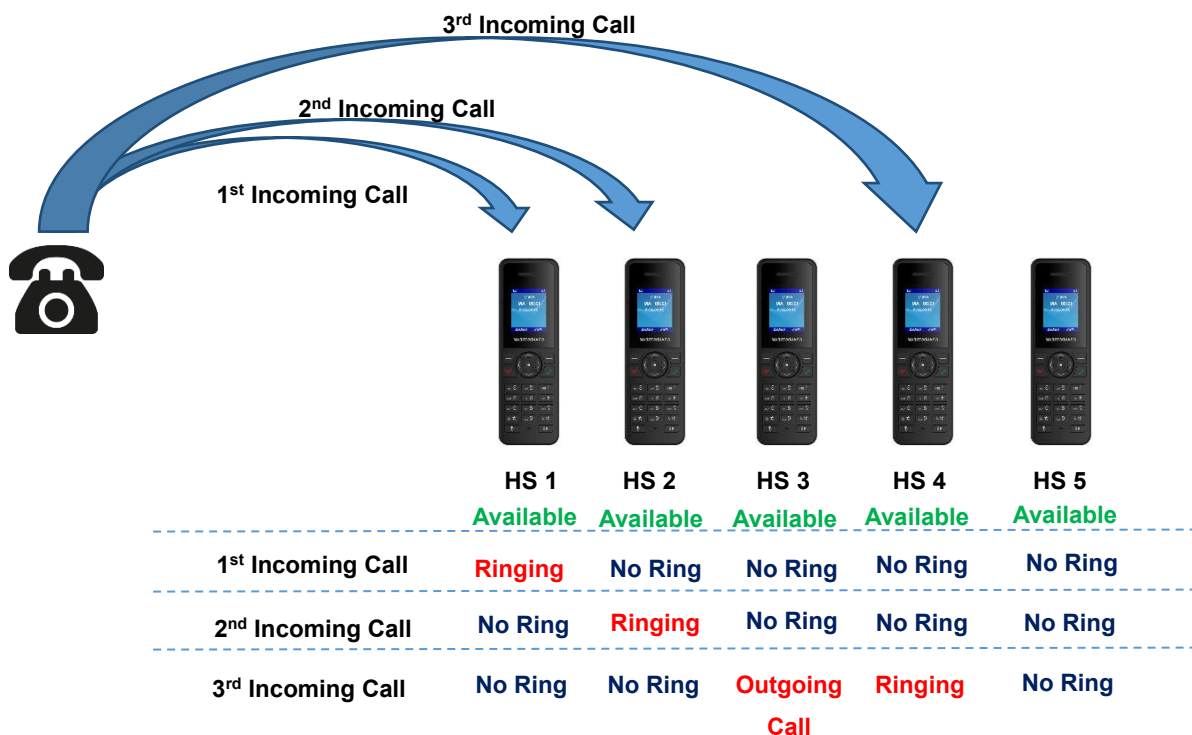 3rd Incoming Call
2nd Incoming Call
1st Incoming Call
HS 1 HS 2 HS 3 HS 4 HS 5
Available Available Available Available Available
1st Incoming Call Ringing No Ring No Ring No Ring No Ring
2nd Incoming Call No Ring Ringing No Ring No Ring No Ring
3rd Incoming Call No Ring No Ring Outgoing Ringing No Ring
Call